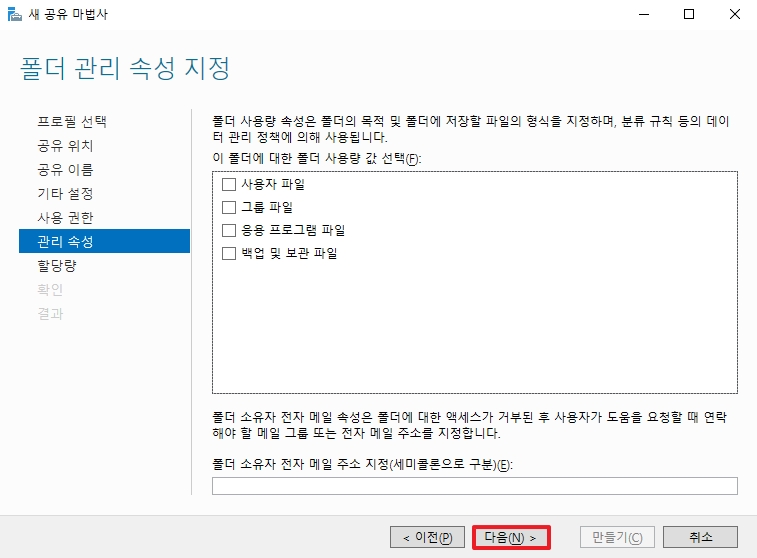 새 공유 마법사
폴더 관리 속성 지정
프로필 선택
공유 위치
공유 이름
기타 설정
사용 권한
관리 속성
할당량
확인
결과
폴더 사용량 속성은 폴더의 목적 및 폴더에 저장할 파일의 형식을 지정하며, 분류 규칙 등의 데이
터 관리 정책에 의해 사용됩니다.
이 폴더에 대한 폴더 사용량 값 선택(F):
사용자 파일
그룹 파일
응용 프로그램 파일
백업 및 보관 파일
폴더 소유자 전자 메일 속성은 폴더에 대한 액세스가 거부된 후 사용자가 도움을 요청할 때 연락
해야 할 메일 그룹 또는 전자 메일 주소를 지정합니다.
폴더 소유자 전자 메일 주소 지정(세미콜론으로 구분)(E):
< 이전(P)
다음(N) >
만들기(C)
취소